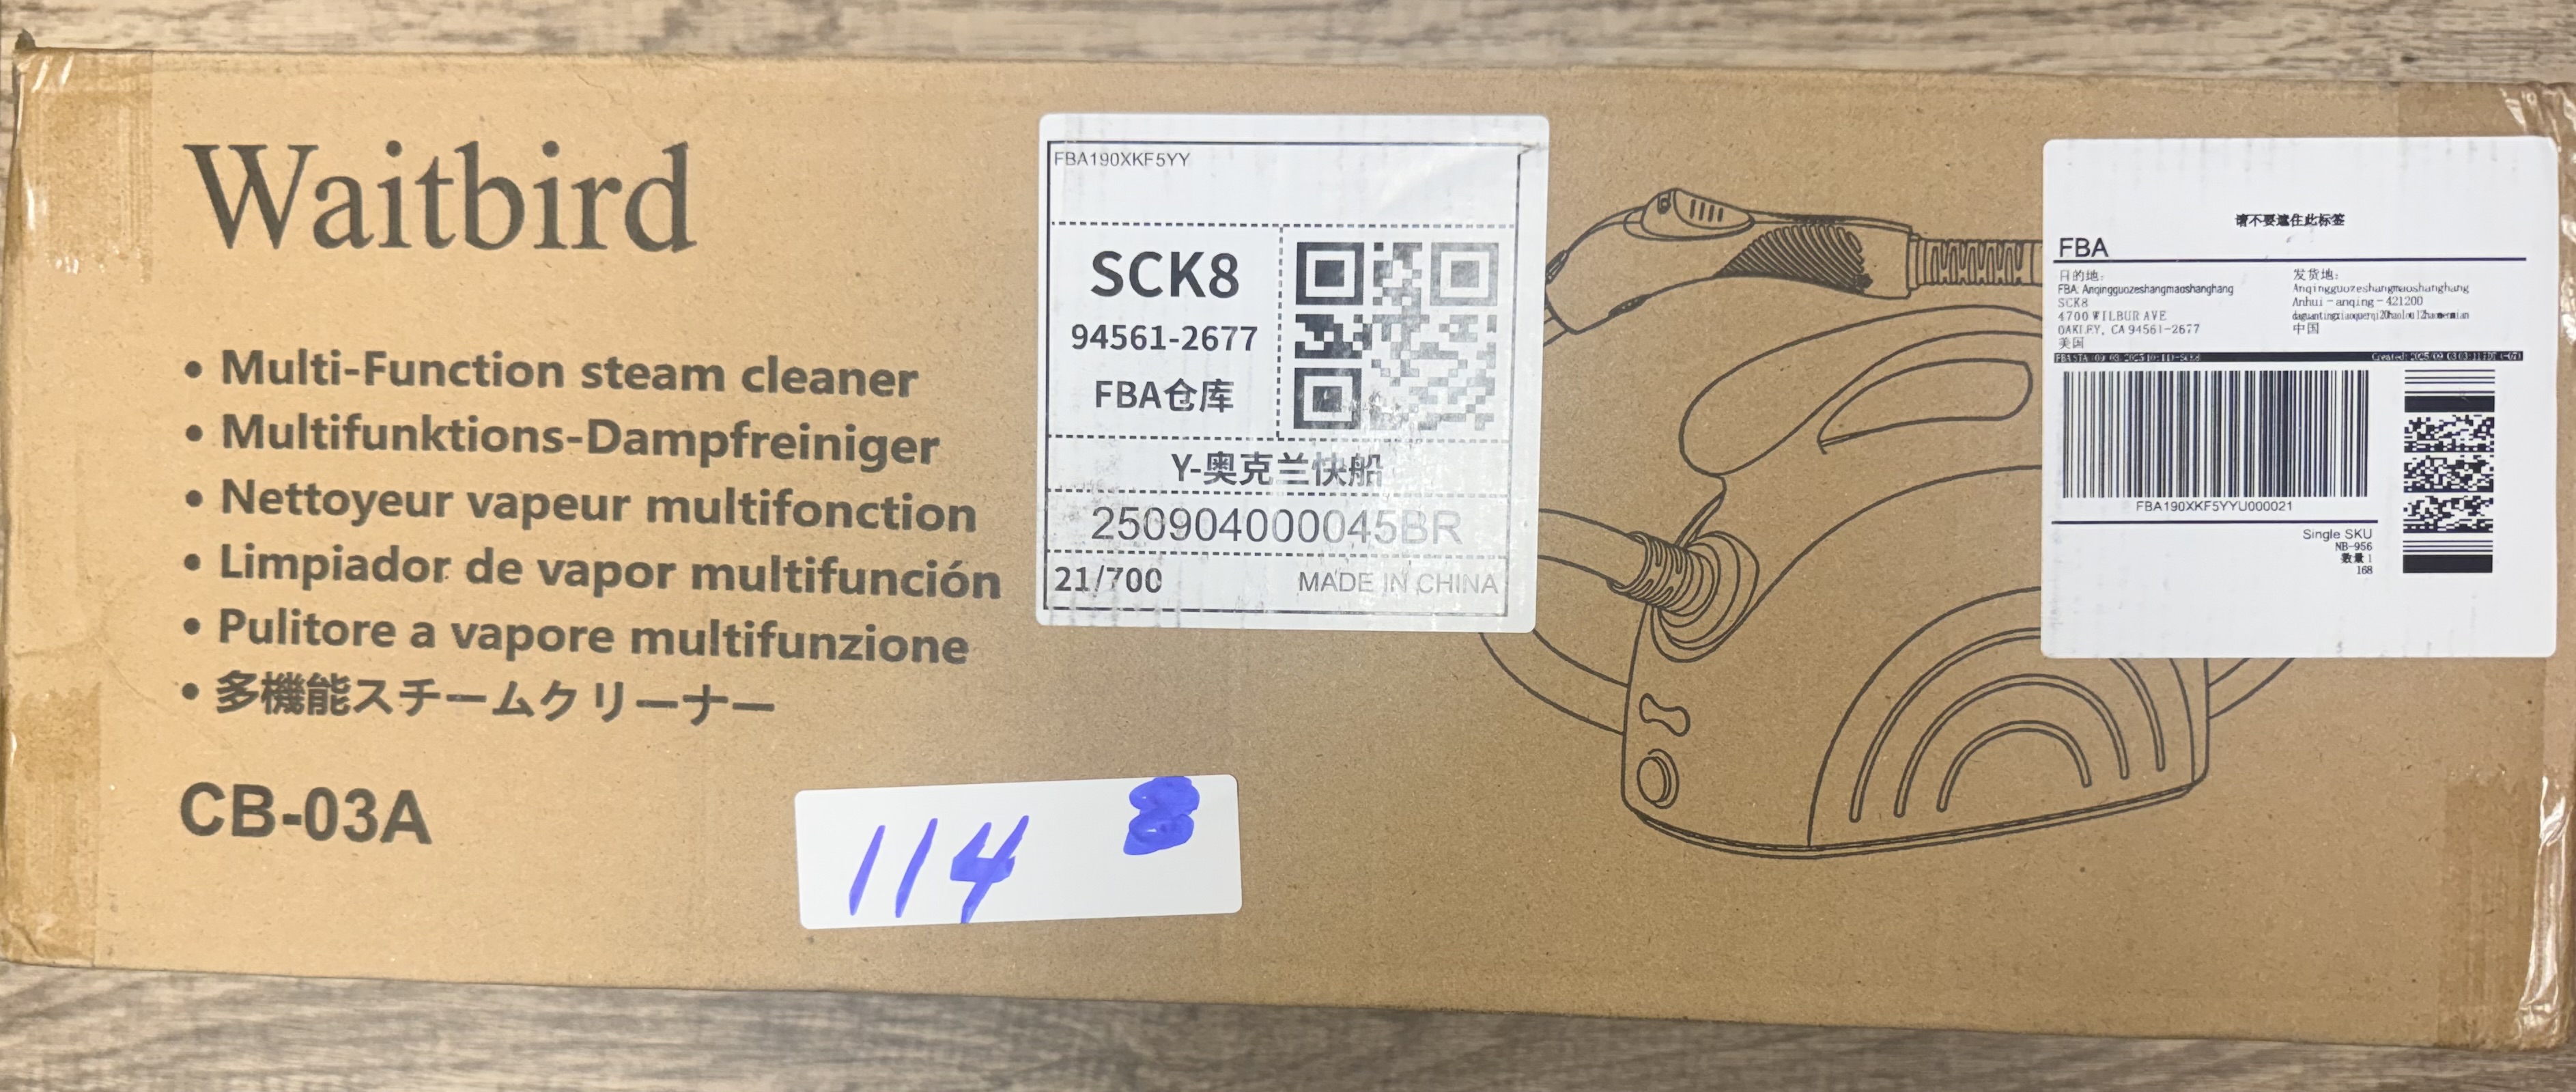 Waitbird
• Multi-Function steam cleaner
• Multifunktions-Dampfreiniger
• Nettoyeur vapeur multifonction
• Limpiador de vapor multifunción
• Pulitore a vapore multifunzione
• 多機能スチームクリーナー
CB-03A
114
FBA190XKF5YY
SCK8
94561-2677
FBA仓库
Y-奥克兰快船
250904000045BR
21/700 MADE IN CHINA
请不要遮住此标签
FBA
目的地:
FBA: Anqingguozeshangmaoshanghang
SCK8
4700 WILBUR AVE
OAKLEY, CA 94561-2677
美国
发货地:
Anqingguozeshangmaoshanghang
Anhui - anqing - 421200
中国
FBA190XKF5YYU000021
Single SKU
NB-956
数量 1
168